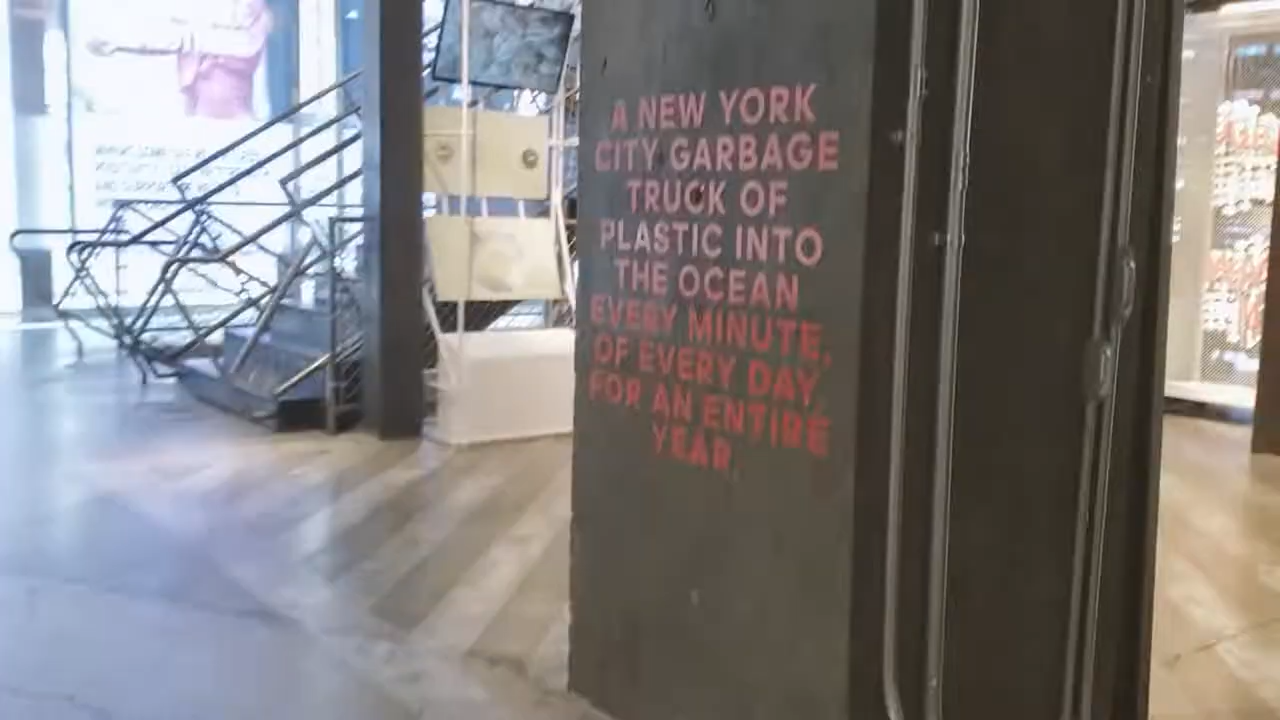 A NEW YORK
CITY GARBAGE
TRUCK OF
PLASTIC INTO
THE OCEAN
EVERY MINUTE,
OF EVERY DAY,
FOR AN ENTIRE
YEAR.